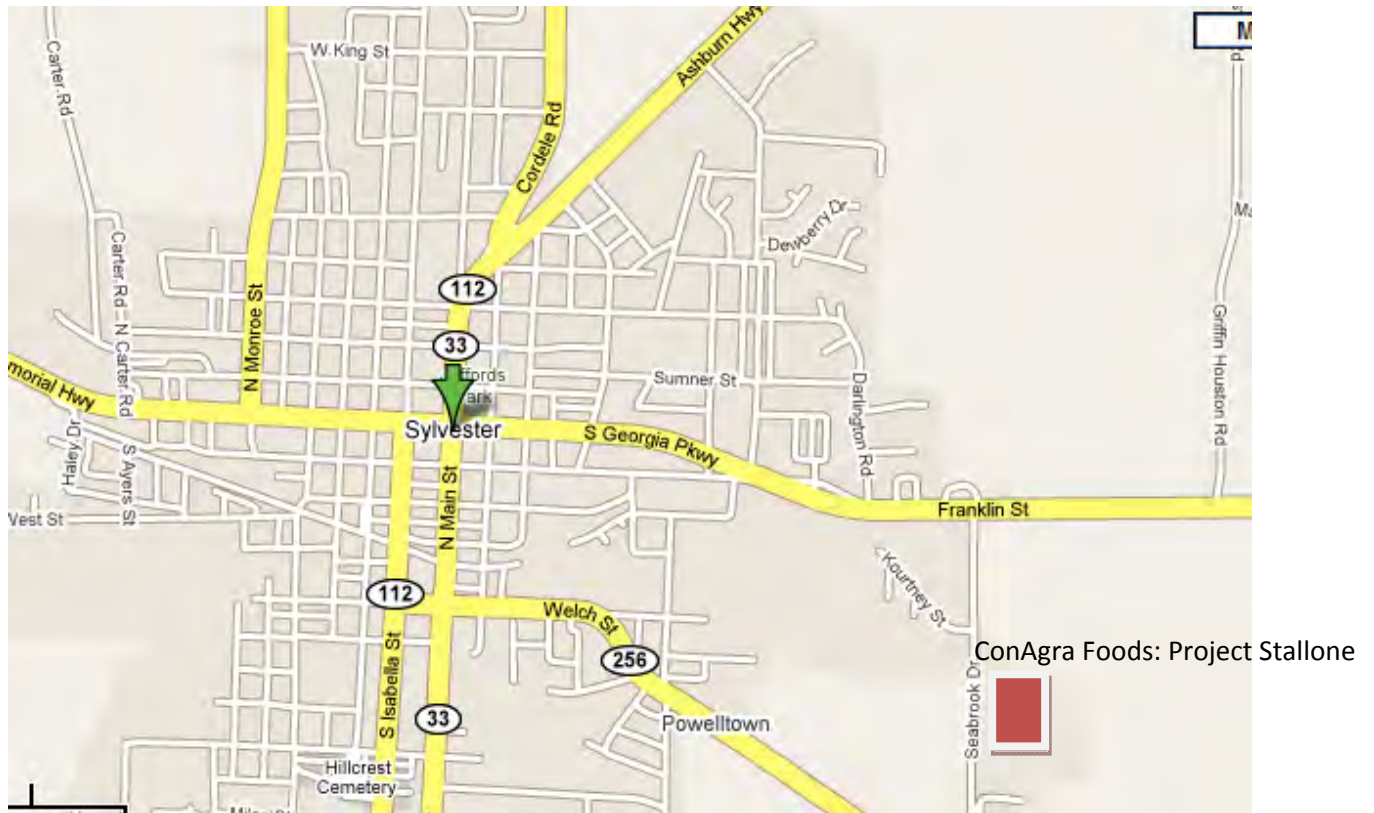 M
Carter Rd
W King St
Ashburn Hwy
Cordele Rd
Dewberry Dr
Carter Rd
N Carter Rd
N Monroe St
112
33
Griffin Houston Rd
Sumner St
Darlington Rd
Sylvester
S Georgia Pkwy
Haley Dr
S Ayers St
West St
N Main St
Franklin St
Kourtney St
112
Welch St
256
ConAgra Foods: Project Stallone
S Isabella St
33
Powelltown
Seabrook Dr
Hillcrest
Cemetery